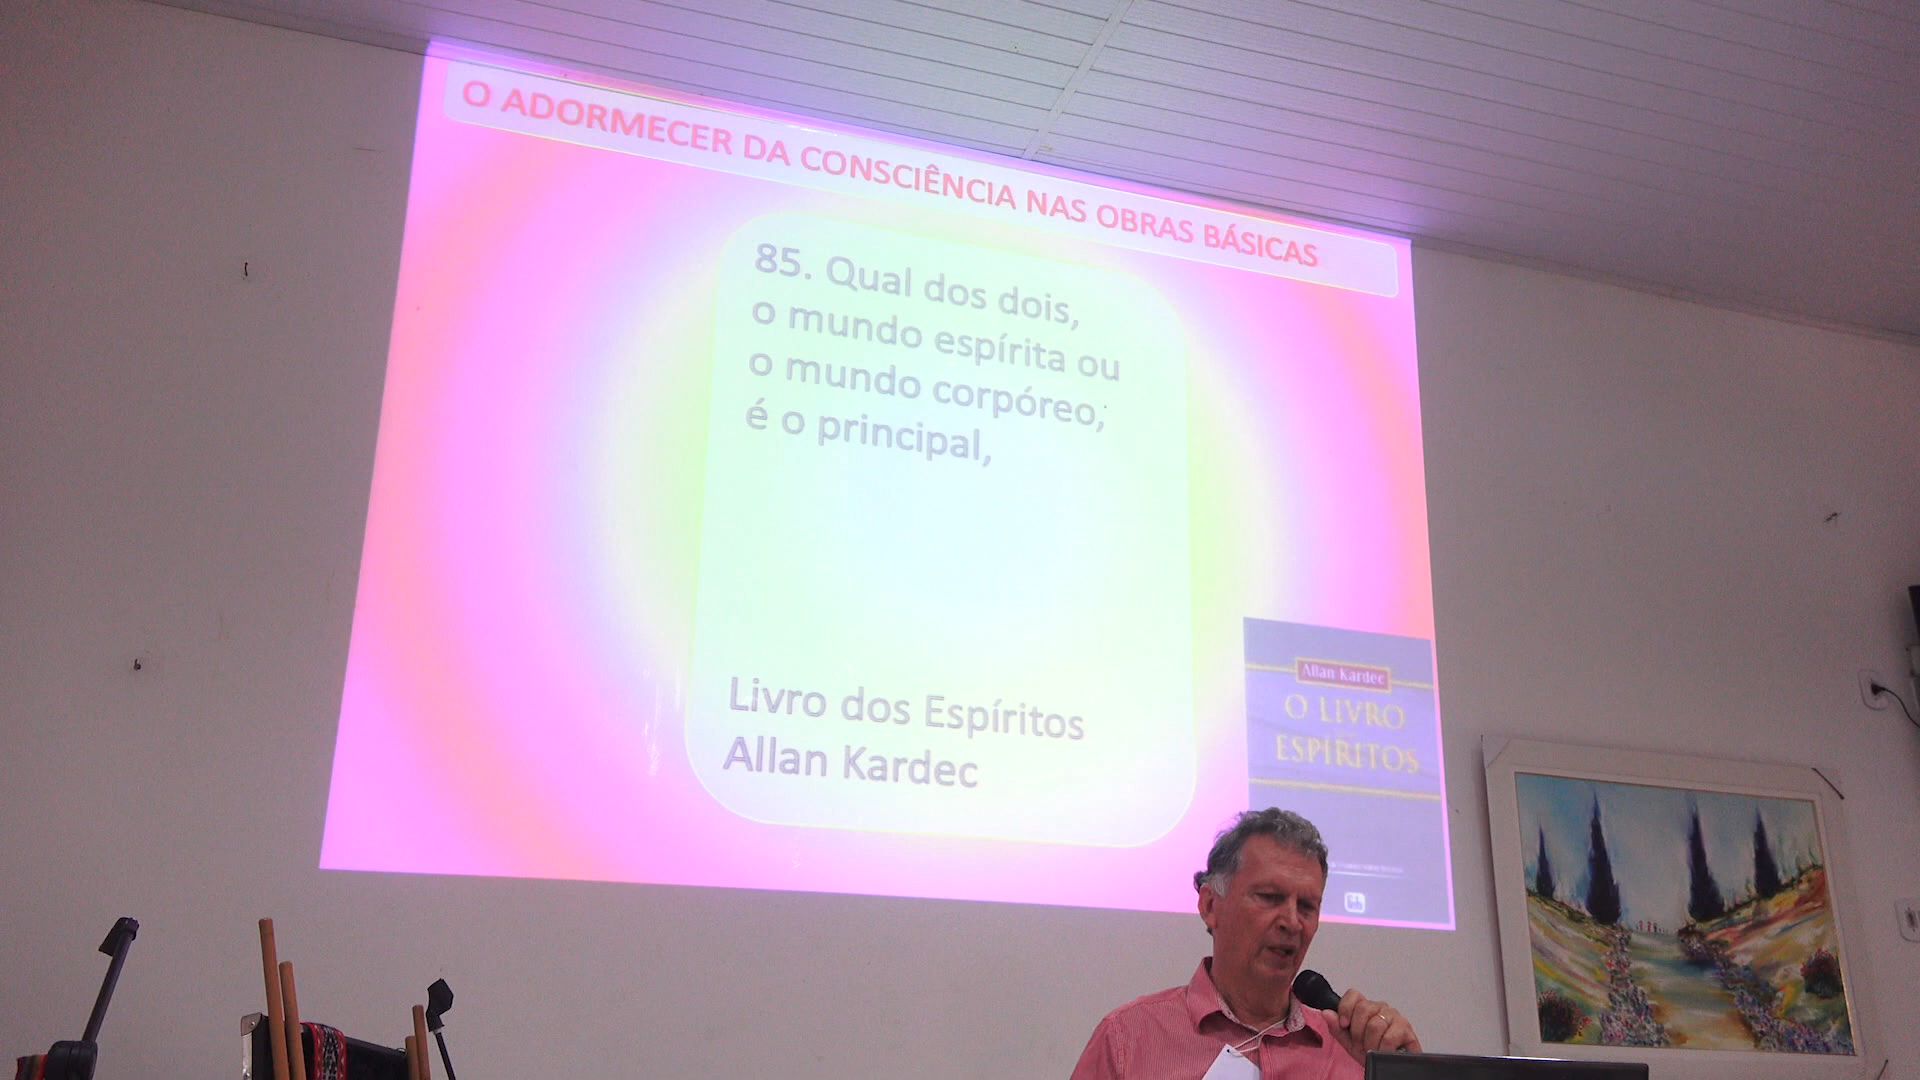 O ADORMECER DA CONSCIÊNCIA NAS OBRAS BÁSICAS
85. Qual dos dois,
o mundo espírita ou
o mundo corpóreo,
é o principal,
Livro dos Espíritos
Allan Kardec
Allan Kardec
O LIVRO
ESPÍRITOS
feb